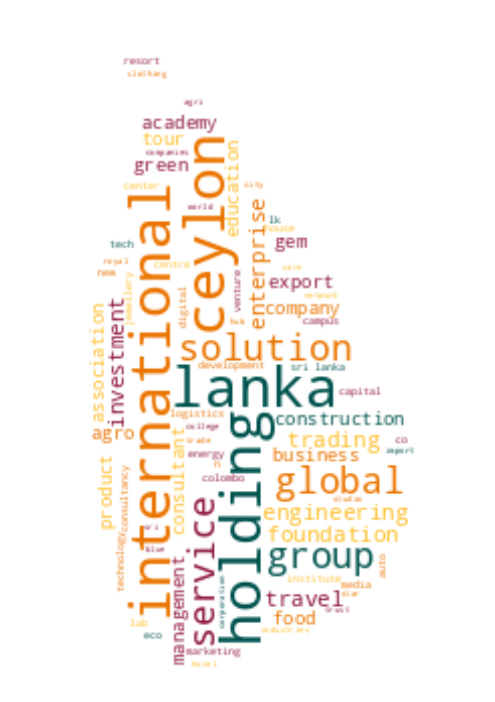 resort
clothing
agri
academy
tour
companies
green
education
ceylon
center
city
international
world
enterprise
lk
house
gem
tech
royal
centre
new
care
venture
export
jewellery
digital
network
investment
association
company
hub
campus
solution
development
sri lanka
lanka
capital
logistics
holding
construction
college
consultant
agro
trade
trading
co
energy
business
import
h
product
consultancy
colombo
global
service
studio
engineering
sri
foundation
blue
technology
group
management
auto
corporation
institute
media
star
travel
trust
lab
food
eco
marketing
hotel